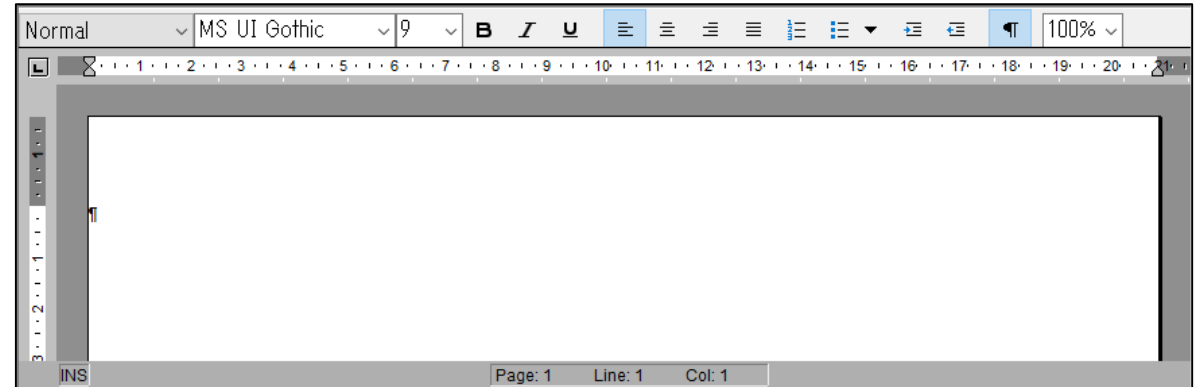 Normal MS UI Gothic 9 B I U ¶ 100%
L 1 2 3 4 5 6 7 8 9 10 11 12 13 14 15 16 17 18 19 20 21
1
¶
1
2
3
INS Page: 1 Line: 1 Col: 1